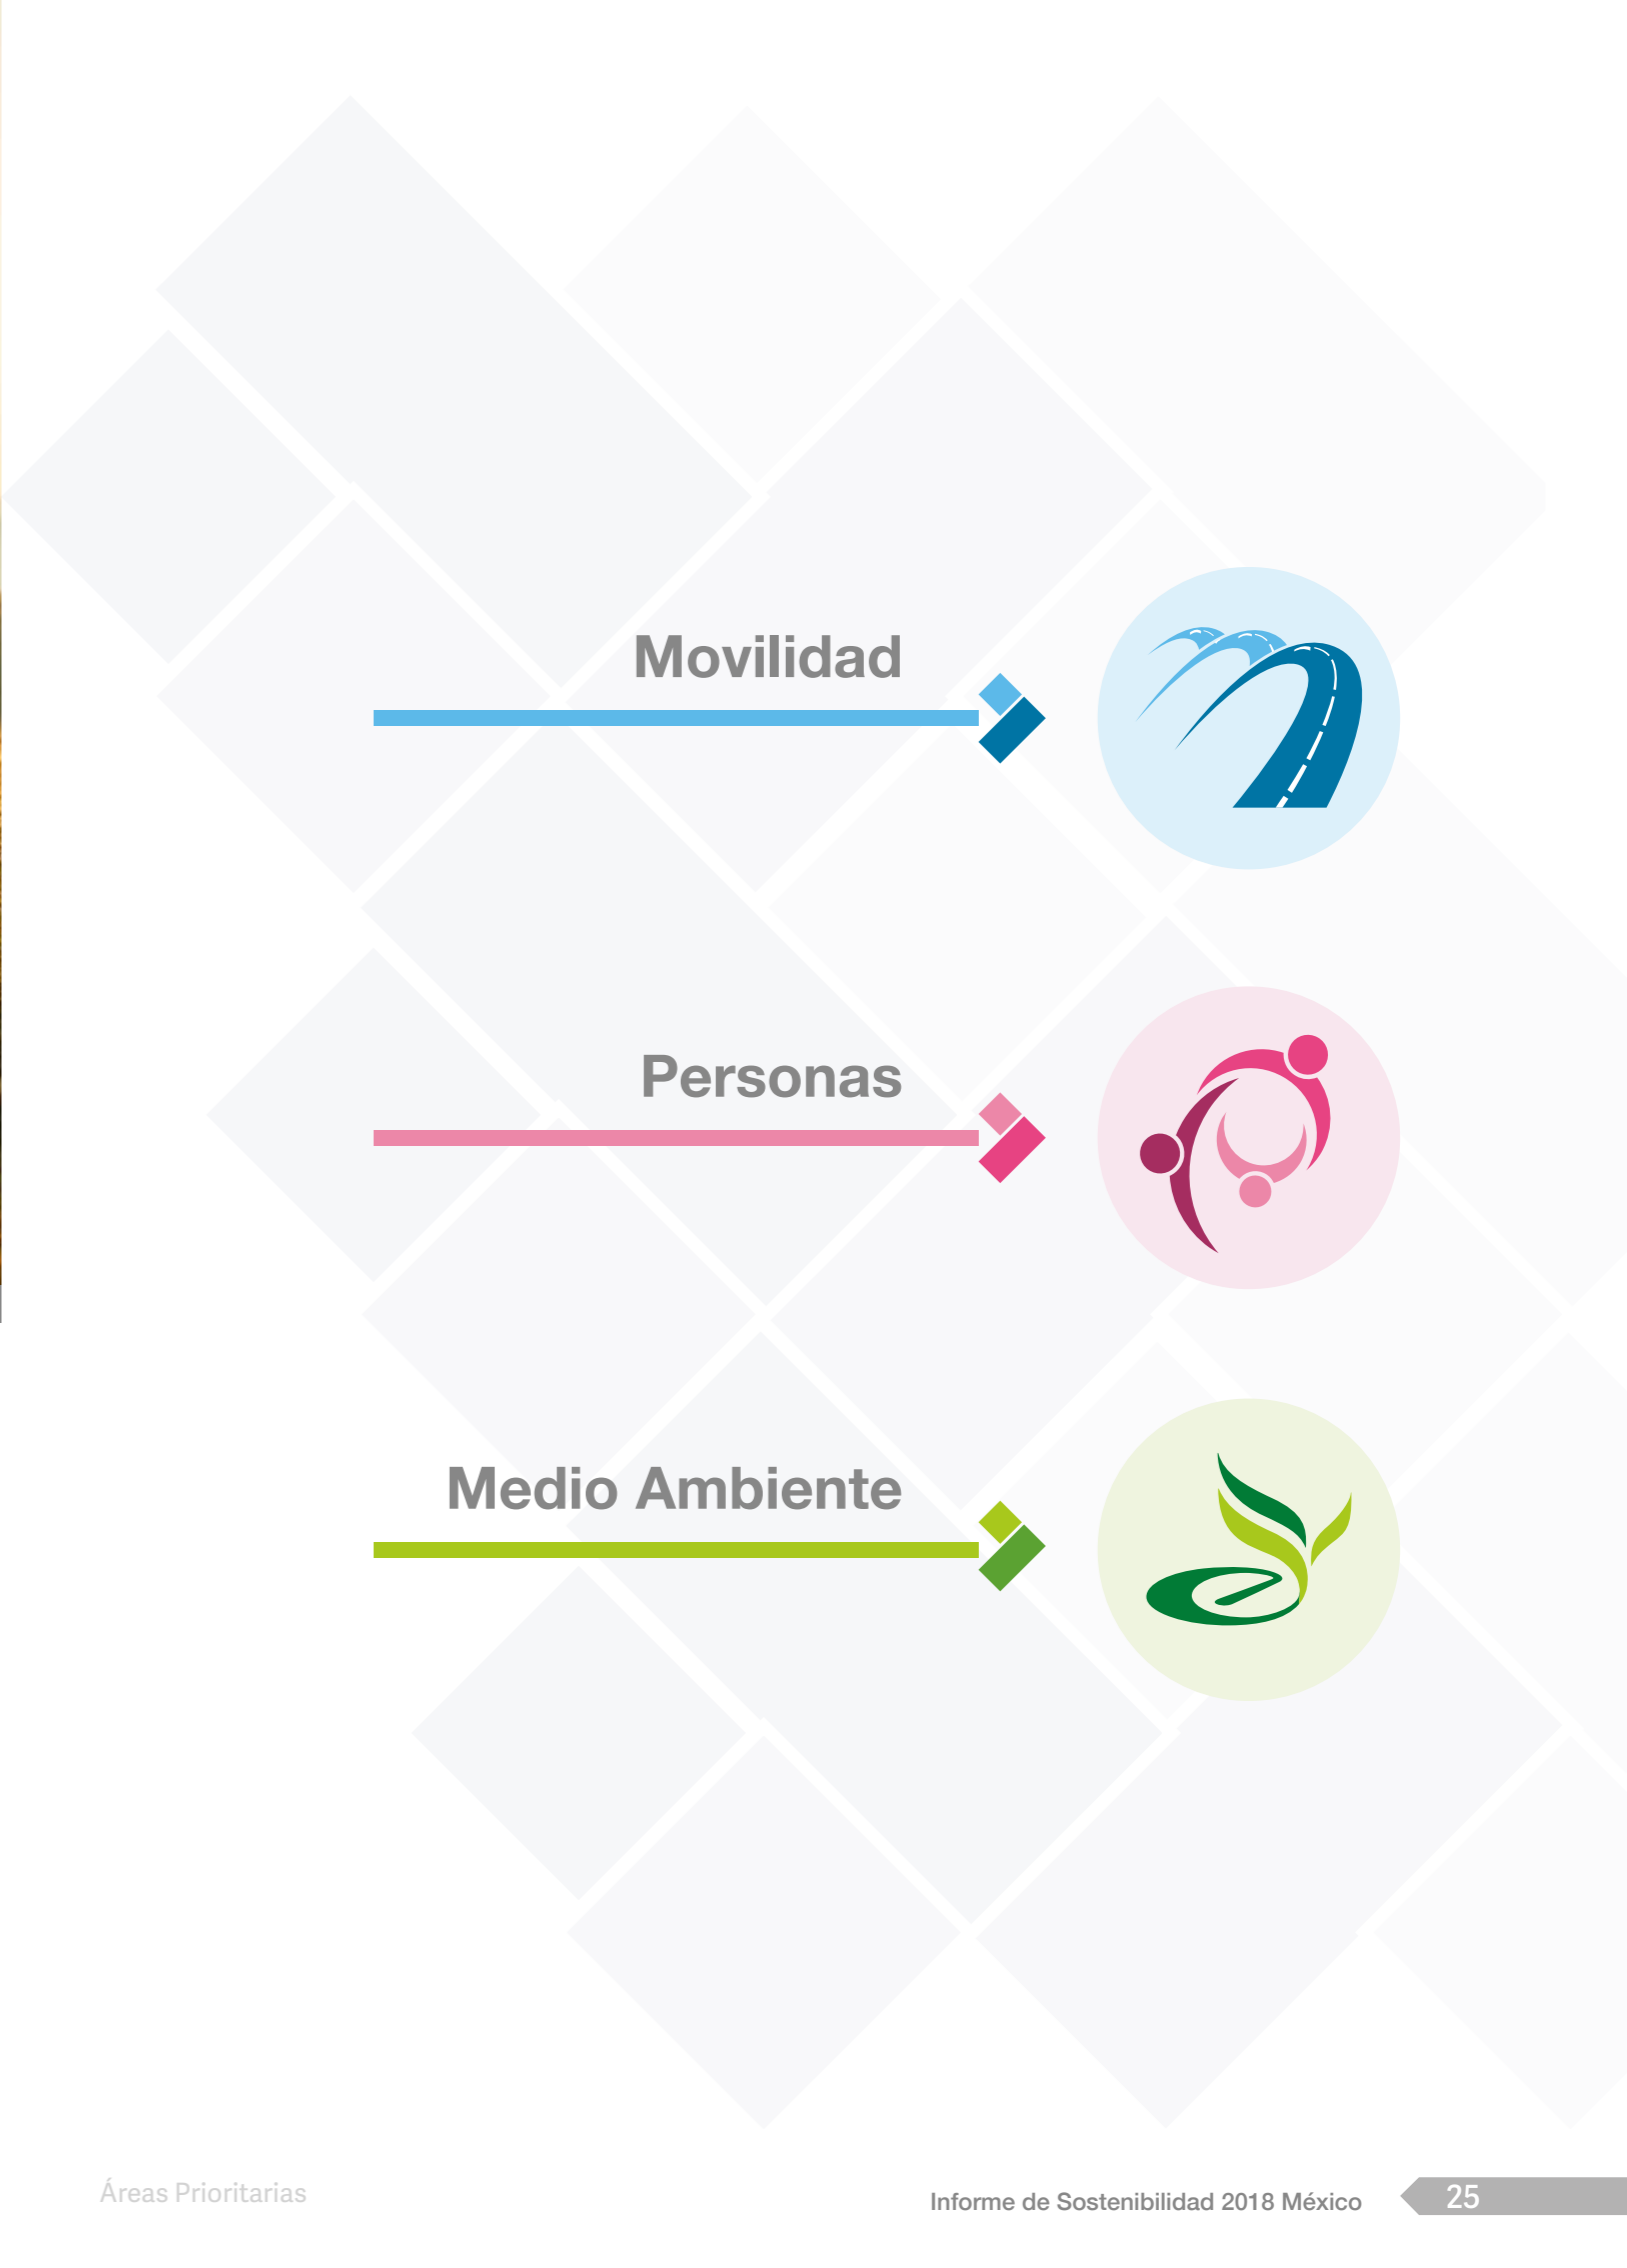 Movilidad
Personas
Medio Ambiente
Áreas Prioritarias
Informe de Sostenibilidad 2018 México
25